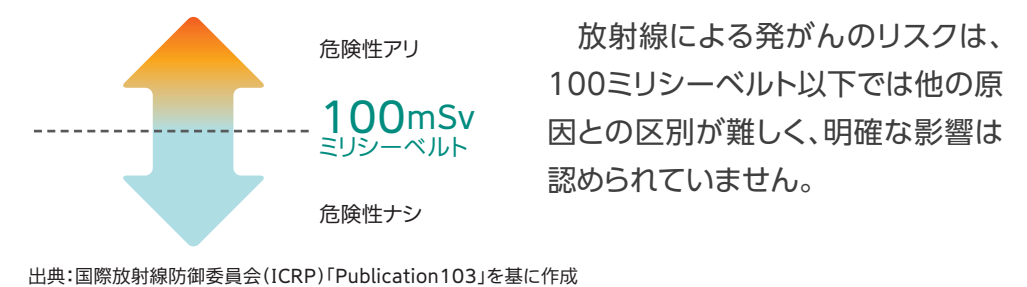 危険性アリ
100mSv
ミリシーベルト
危険性ナシ
放射線による発がんのリスクは、
100ミリシーベルト以下では他の原
因との区別が難しく、明確な影響は
認められていません。
出典：国際放射線防御委員会（ICRP）「Publication103」を基に作成